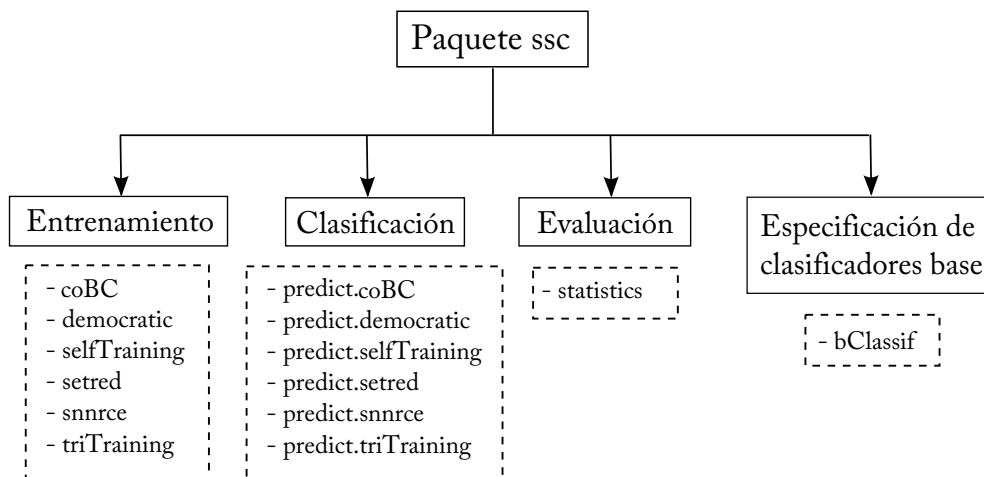 Paquete ssc
Entrenamiento
- coBC
- democratic
- selfTraining
- setred
- snnrce
- triTraining
Clasificación
- predict.coBC
- predict.democratic
- predict.selfTraining
- predict.setred
- predict.snnrce
- predict.triTraining
Evaluación
- statistics
Especificación de
clasificadores base
- bClassif